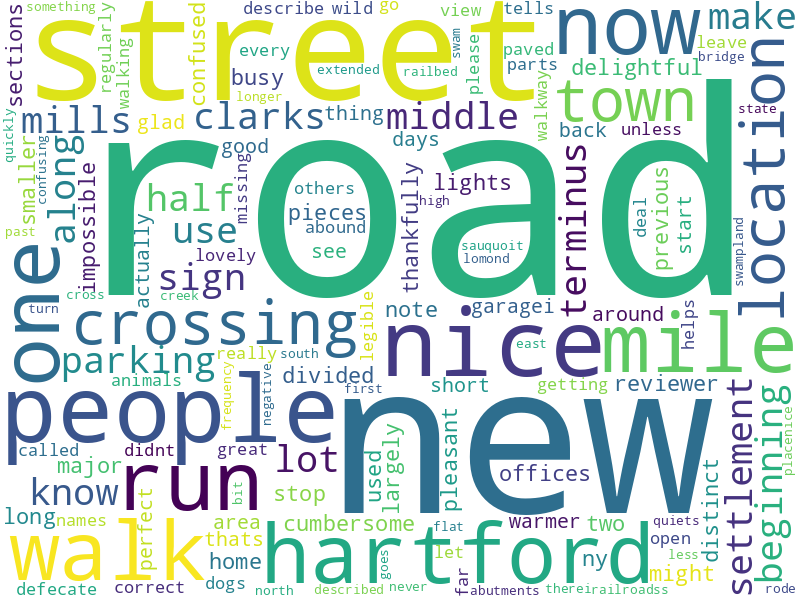 something go view tells
sections regularly walking street confused describe wild swam please now make
every extended railbed paved parts leave bridge
busy longer delightful
quickly mills glad clarks thing middle walkway town location state
confusing smaller along good days back unless
impossible half actually missing others thankfully lights terminus deal previous start
use pieces abound high
past one lovely see road sauquoit lomond swampland
sign
cross creek note garagei around helps
turn crossing legible nice mile
parking really south divided east
animals frequency negative first short getting reviewer
people new settlement beginning placenice
called didnt great used largely pleasant distinct
major run lot offices
know bit
perfect stop
long names area cumbersome flat warmer two quiets open
walk thats hartford let ny might less
home far
defecate correct dogs north described goes never abutments thereirailroadss rode